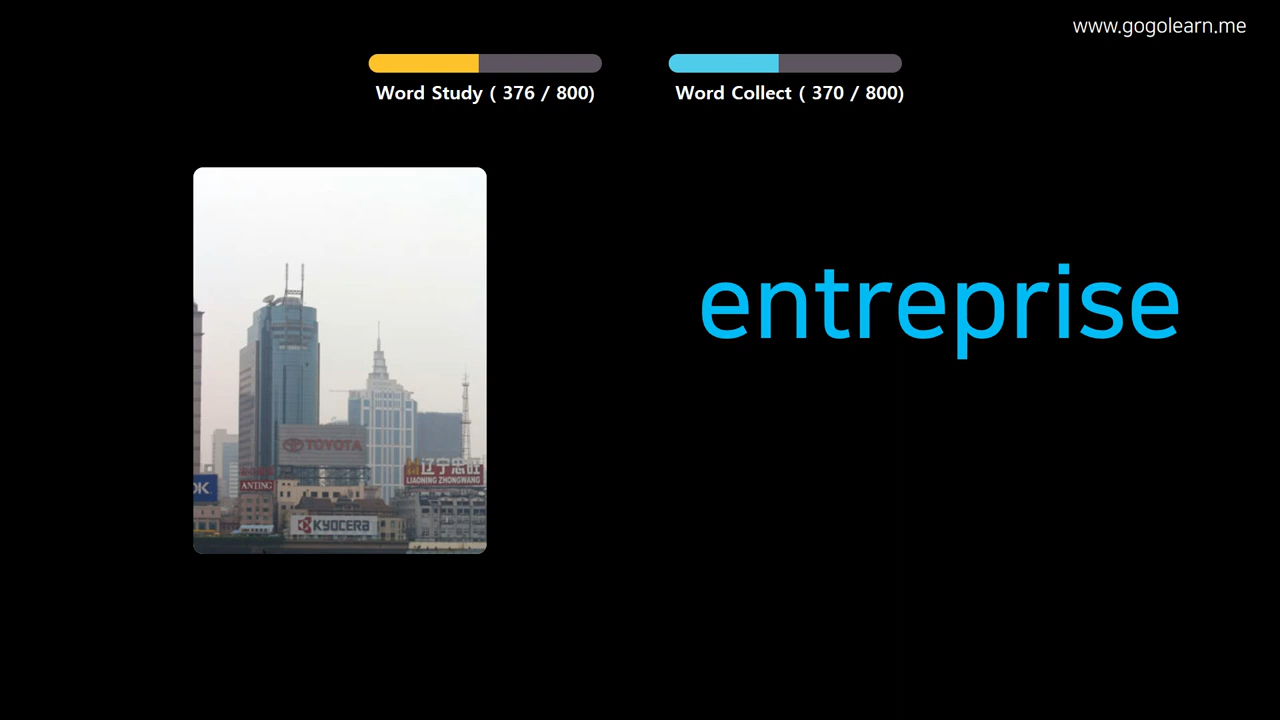 www.gogolearn.me
Word Study ( 376 / 800)
Word Collect ( 370 / 800)
entreprise
TOYOTA
辽宁忠旺
LIAONING ZHONGWANG
OK.
ANTING
KYOCERA